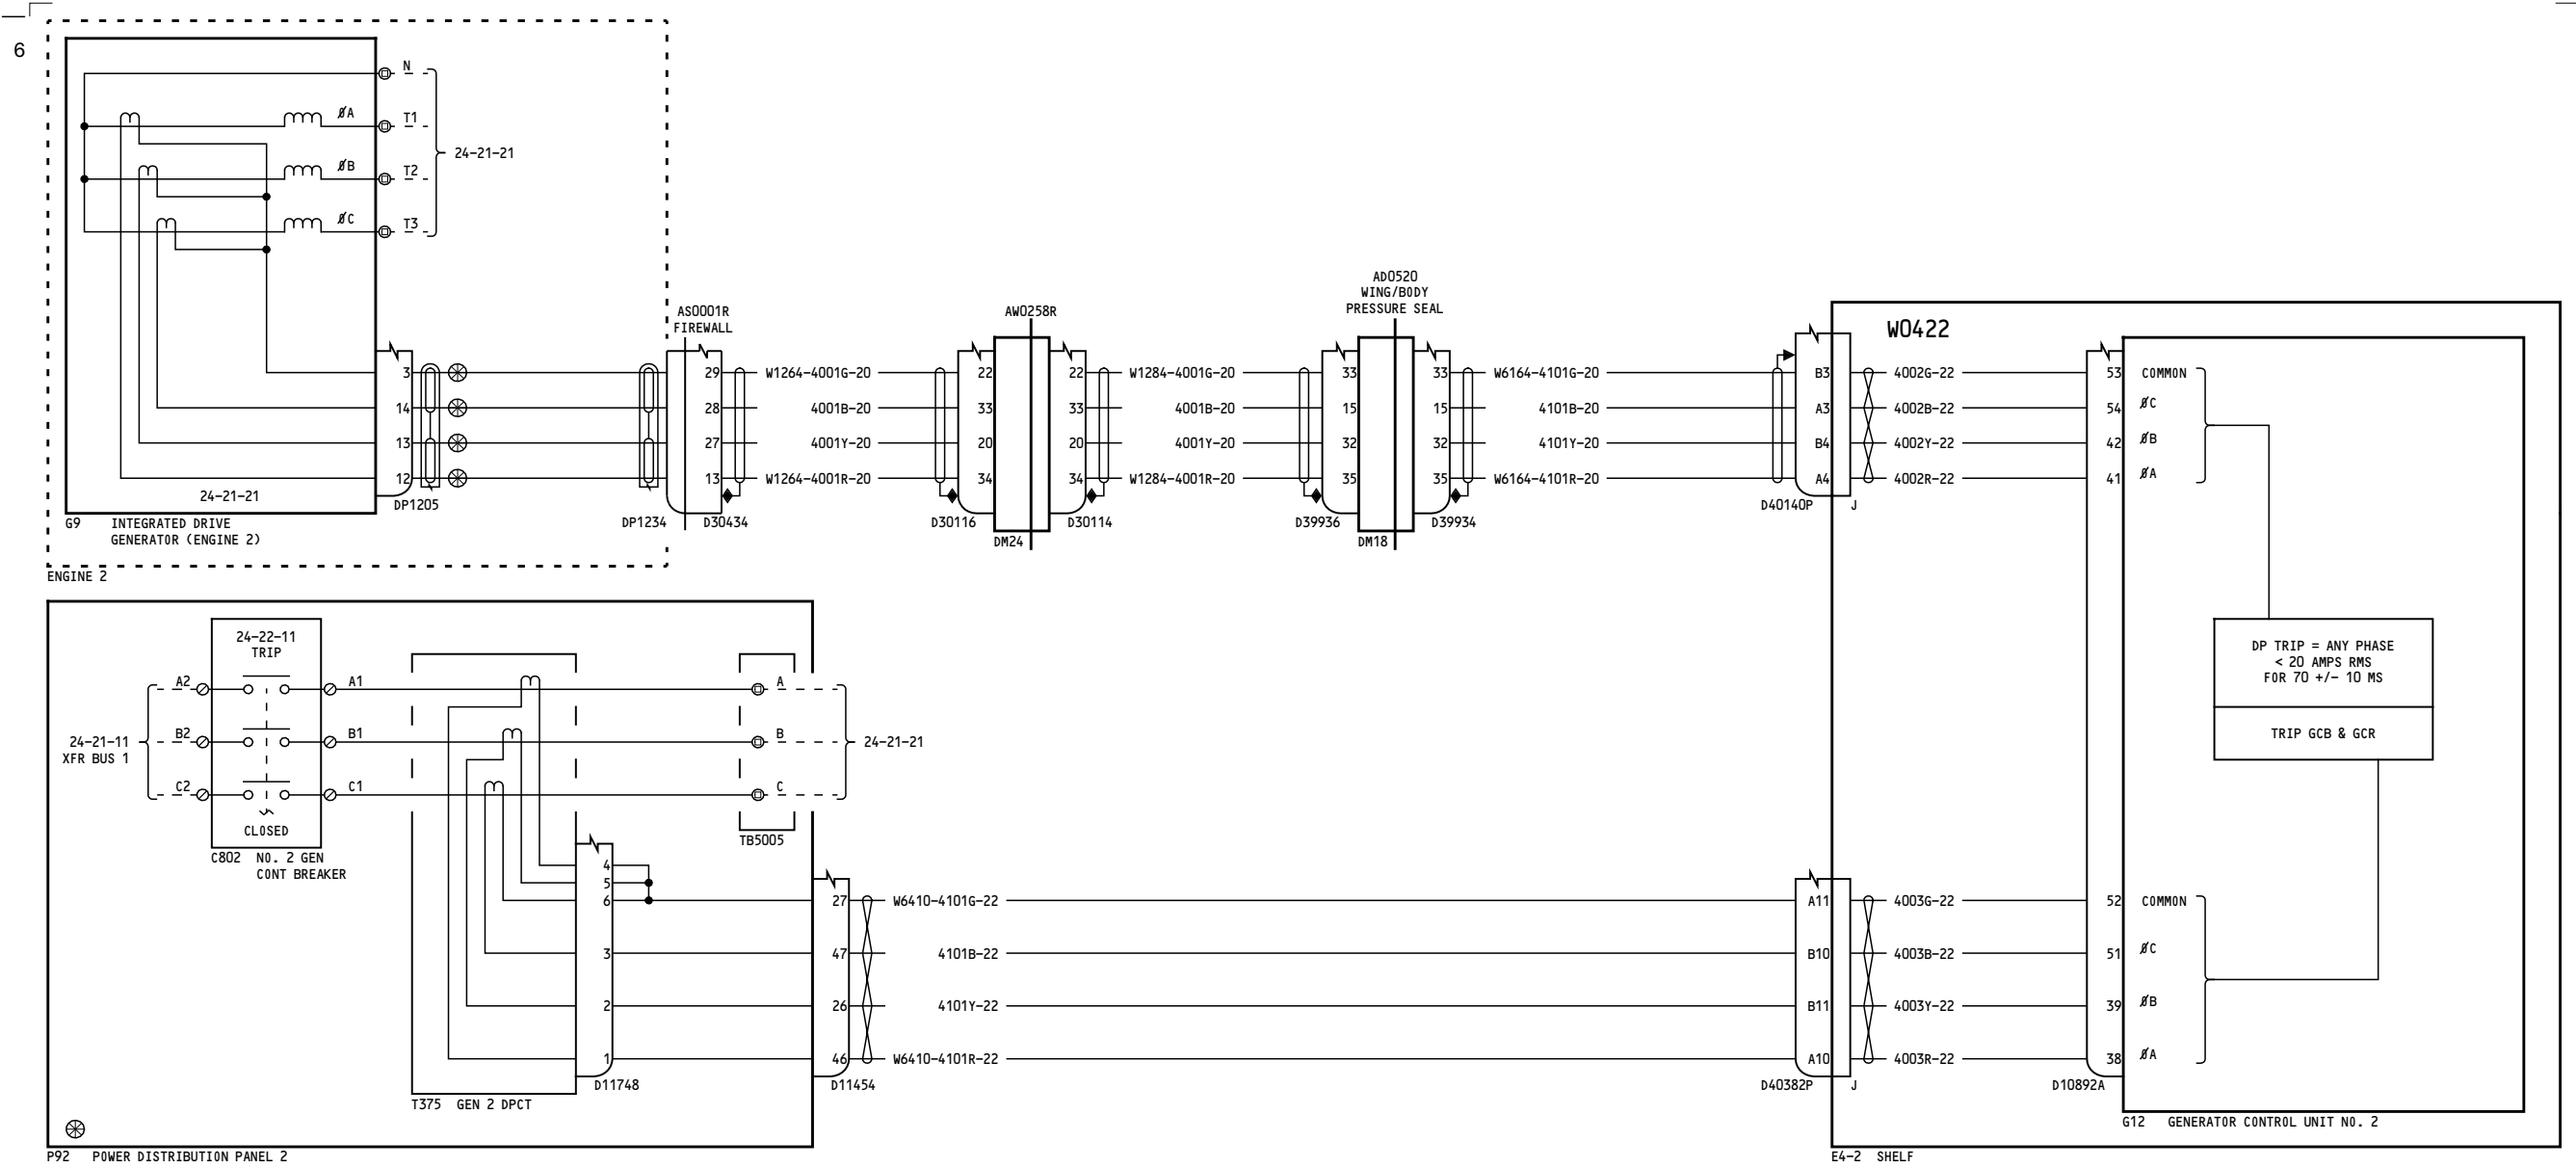 6
N
ØA
T1
ØB
T2
ØC
T3
24-21-21
3
14
13
12
24-21-21
DP1205
G9 INTEGRATED DRIVE
GENERATOR (ENGINE 2)
ENGINE 2
AS0001R
FIREWALL
29
28
27
13
DP1234
D30434
W1264-4001G-20
4001B-20
4001Y-20
W1264-4001R-20
AW0258R
22
33
20
34
D30116
DM24
22
33
20
34
D30114
W1284-4001G-20
4001B-20
4001Y-20
W1284-4001R-20
AD0520
WING/BODY
PRESSURE SEAL
33
15
32
35
D39936
DM18
33
15
32
35
D39934
W6164-4101G-20
4101B-20
4101Y-20
W6164-4101R-20
B3
A3
B4
A4
D40140P
J
W0422
4002G-22
4002B-22
4002Y-22
4002R-22
53 COMMON
54 ØC
42 ØB
41 ØA
DP TRIP = ANY PHASE
< 20 AMPS RMS
FOR 70 +/- 10 MS
TRIP GCB & GCR
24-22-11
TRIP
A2
B2
C2
24-21-11
XFR BUS 1
A1
B1
C1
CLOSED
C802 NO. 2 GEN
CONT BREAKER
A
B
C
24-21-21
TB5005
4
5
6
3
2
1
D11748
T375 GEN 2 DPCT
27
47
26
46
D11454
W6410-4101G-22
4101B-22
4101Y-22
W6410-4101R-22
A11
B10
B11
A10
D40382P
J
4003G-22
4003B-22
4003Y-22
4003R-22
52 COMMON
51 ØC
39 ØB
38 ØA
D10892A
G12 GENERATOR CONTROL UNIT NO. 2
P92 POWER DISTRIBUTION PANEL 2
E4-2 SHELF